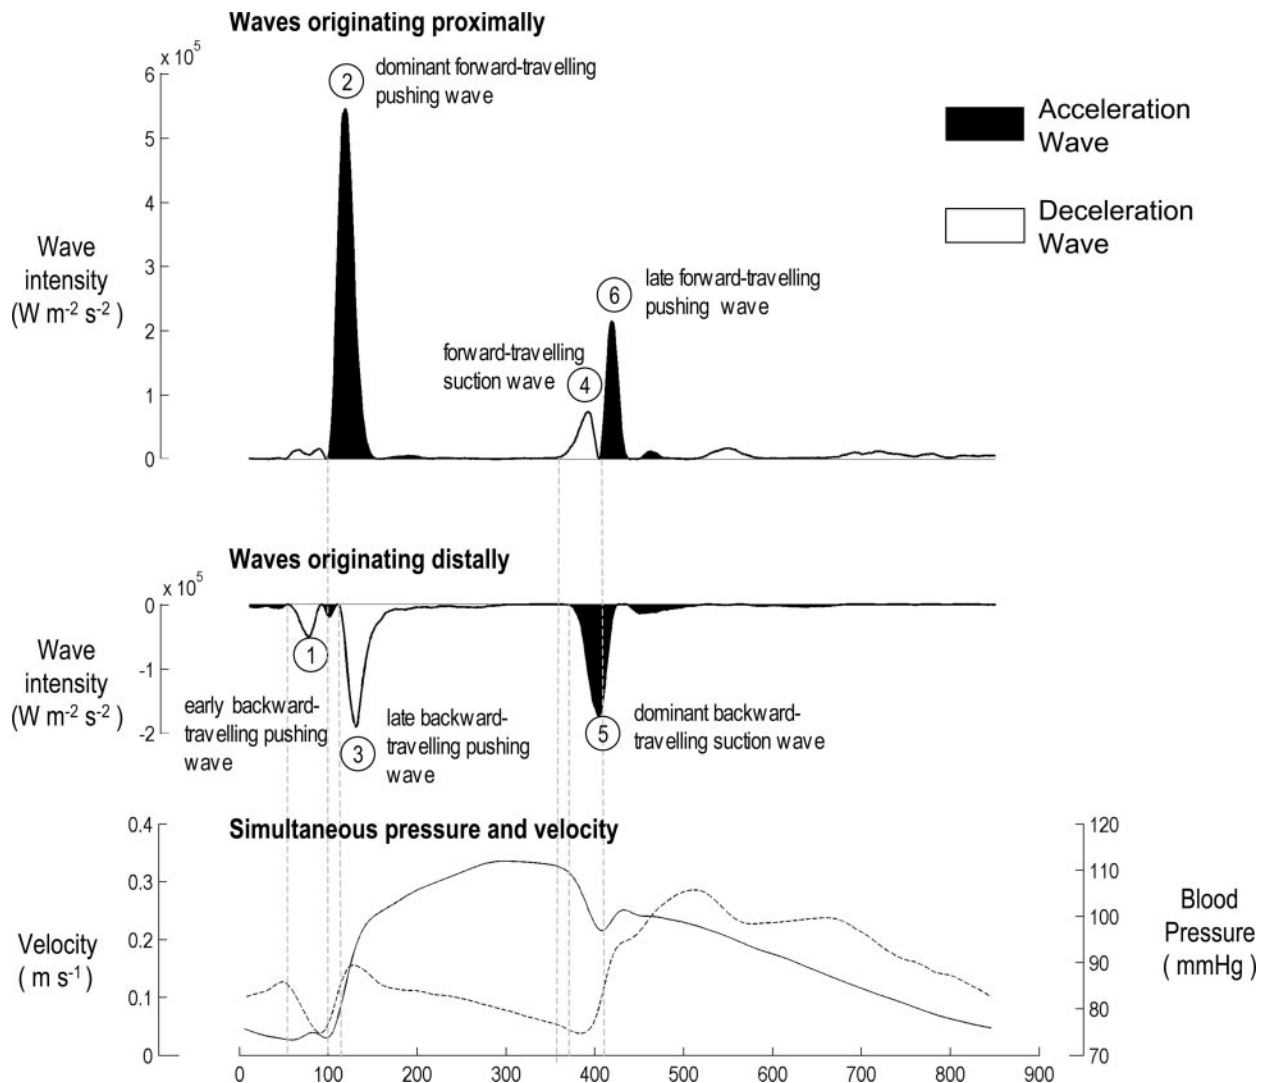 Waves originating proximally
x 10^5
6
5
4
3
2
1
0
Wave
intensity
(W m-2 s-2 )
2
dominant forward-travelling
pushing wave
Acceleration
Wave
Deceleration
Wave
6
late forward-travelling
pushing wave
forward-travelling
suction wave
4
Waves originating distally
x 10^5
0
-1
-2
Wave
intensity
(W m-2 s-2 )
1
early backward-
travelling pushing
wave
3
late backward-
travelling pushing
wave
5
dominant backward-
travelling suction wave
Simultaneous pressure and velocity
0.4
0.3
0.2
0.1
0
Velocity
( m s-1 )
120
110
100
90
80
70
Blood
Pressure
( mmHg )
0 100 200 300 400 500 600 700 800 900